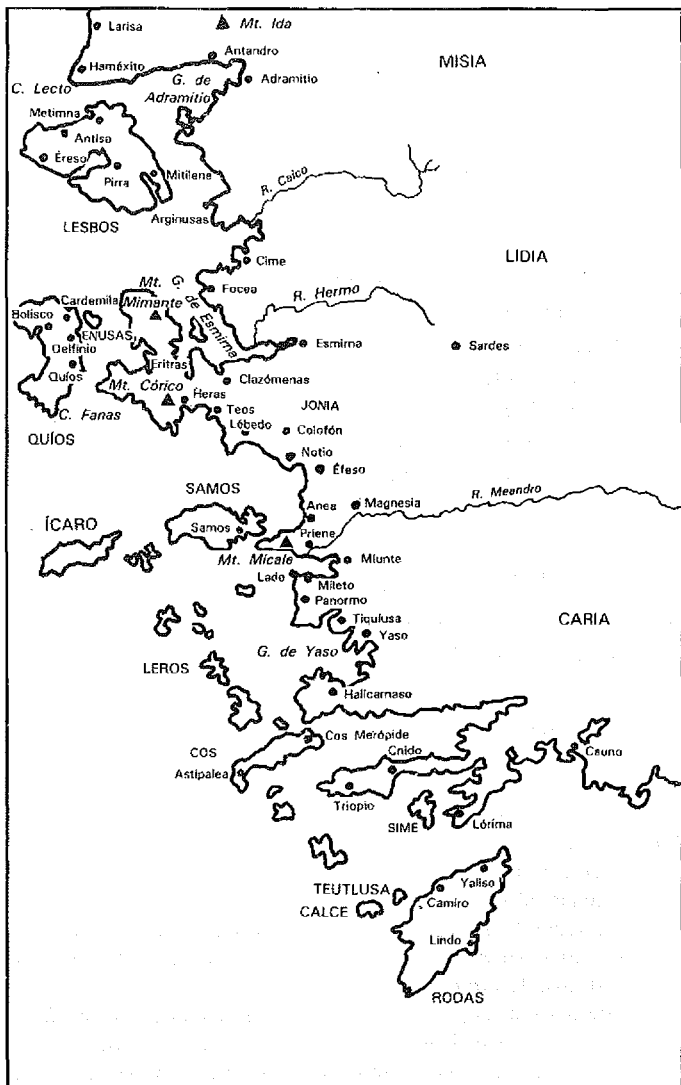 Larisa
Mt. Ida
Antandro
MISIA
Haméxito
G. de
Adramitio
Adramitio
C. Lecto
Metimna
Antisa
Éreso
Pirra
Mitilene
R. Caico
Arginusas
LESBOS
Cime
LÍDIA
Mt.
Mimante
G. de Esmirna
Focea
R. Hermo
Cardemila
Bolisco
ENUSAS
Delfinio
Esmirna
Sardes
Eritras
Quíos
Mt. Córico
Clazómenas
Heras
C. Fanas
Teos
JONIA
Lébedo
Colofón
QUÍOS
Notio
Éfeso
SAMOS
Anea
Magnesia
R. Meandro
ÍCARO
Samos
Priene
Mt. Micale
Miunte
Lade
Mileto
Panormo
Tiquiusa
CARIA
Yaso
G. de Yaso
LEROS
Halicarnaso
Cos Merópide
COS
Cnido
Cauno
Astipalea
Triopio
SIME
Lórima
TEUTLUSA
Yaliso
CALCE
Camiro
Lindo
RODAS